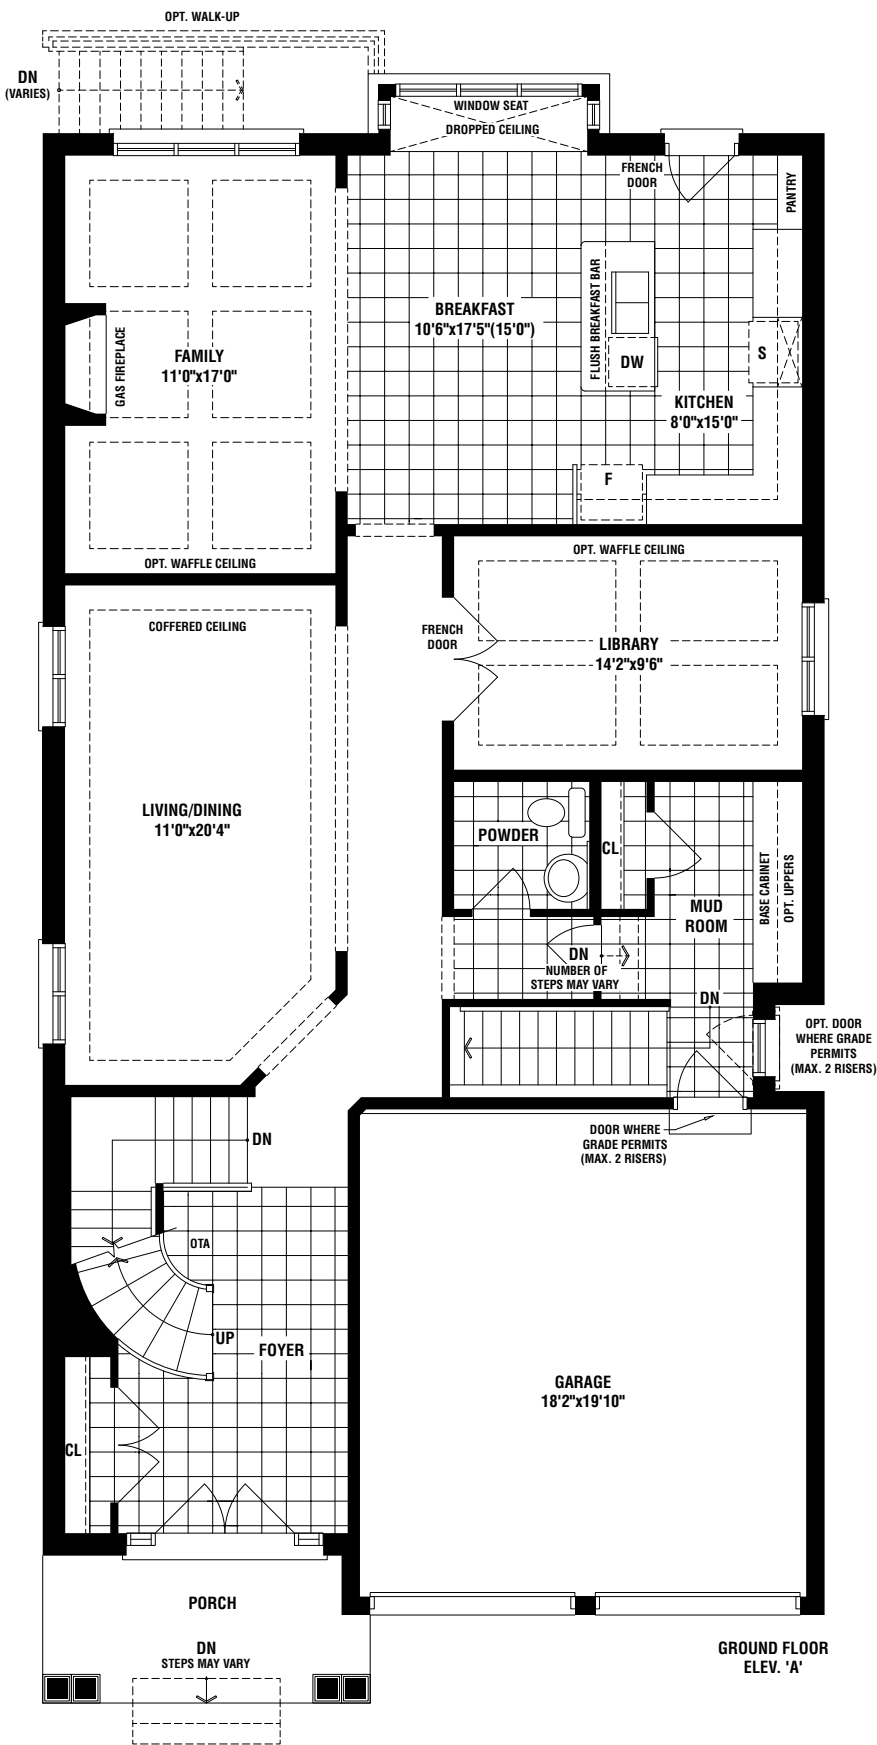 OPT. WALK-UP
DN
(VARIES)
WINDOW SEAT
DROPPED CEILING
FRENCH
DOOR
PANTRY
BREAKFAST
10'6"x17'5"(15'0")
FLUSH BREAKFAST BAR
DW
S
FAMILY
11'0"x17'0"
GAS FIREPLACE
KITCHEN
8'0"x15'0"
F
OPT. WAFFLE CEILING
OPT. WAFFLE CEILING
COFFERED CEILING
FRENCH
DOOR
LIBRARY
14'2"x9'6"
LIVING/DINING
11'0"x20'4"
POWDER
CL
BASE CABINET
OPT. UPPERS
MUD
ROOM
DN
NUMBER OF
STEPS MAY VARY
DN
OPT. DOOR
WHERE GRADE
PERMITS
(MAX. 2 RISERS)
DN
DOOR WHERE
GRADE PERMITS
(MAX. 2 RISERS)
OTA
UP
FOYER
GARAGE
18'2"x19'10"
CL
PORCH
DN
STEPS MAY VARY
GROUND FLOOR
ELEV. 'A'